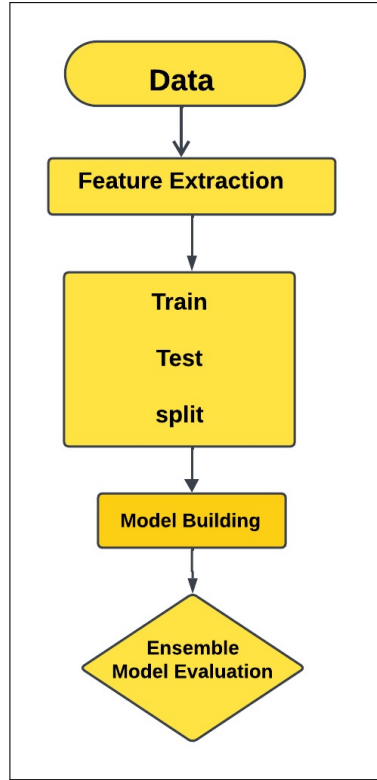 Data
Feature Extraction
Train
Test
split
Model Building
Ensemble
Model Evaluation